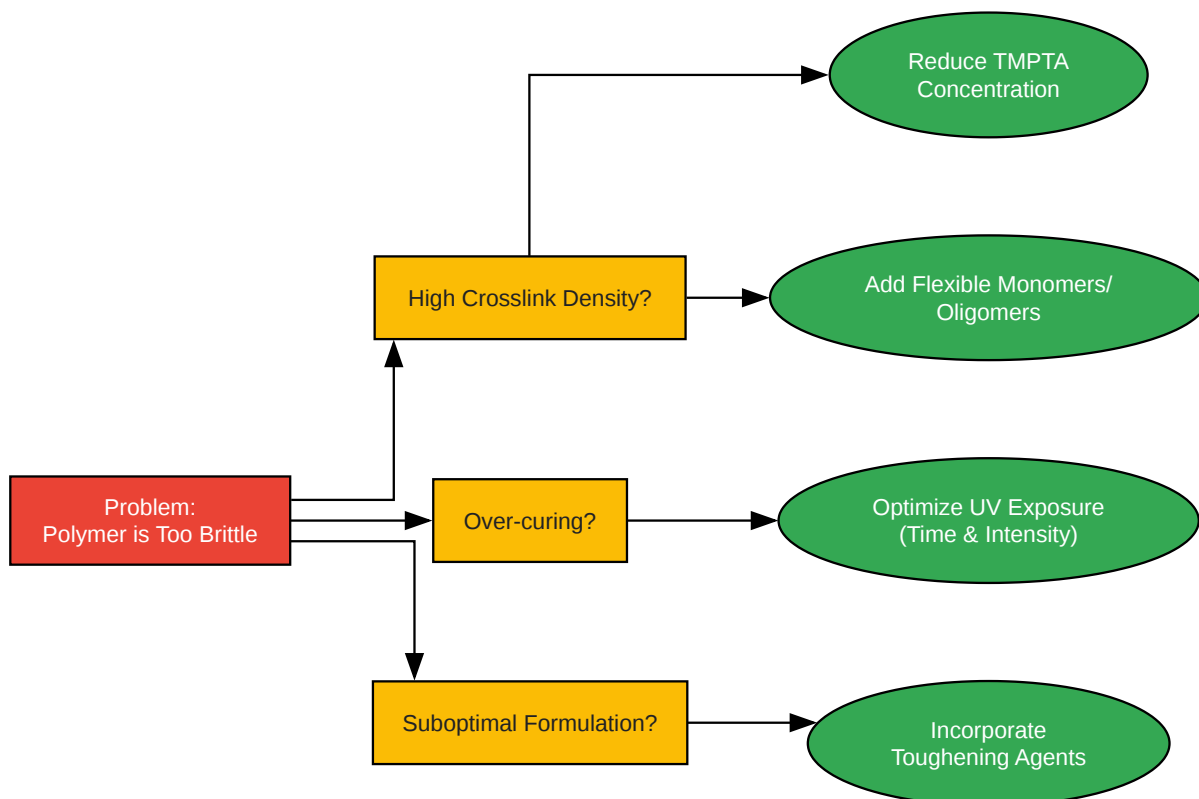 Reduce TMPTA
Concentration
High Crosslink Density?
Add Flexible Monomers/
Oligomers
Problem:
Polymer is Too Brittle
Over-curing?
Optimize UV Exposure
(Time & Intensity)
Suboptimal Formulation?
Incorporate
Toughening Agents